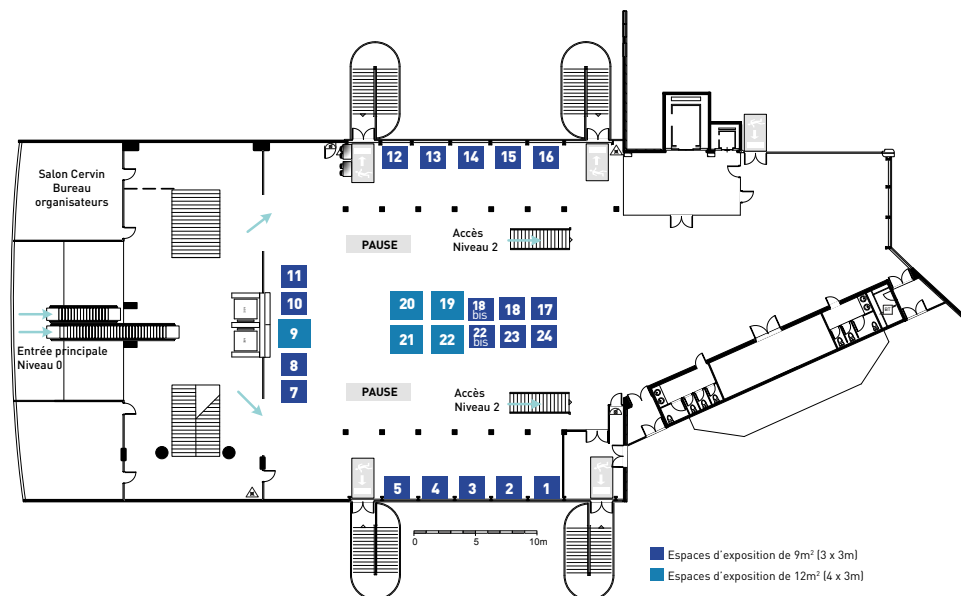 12 13 14 15 16
Salon Cervin
Bureau
organisateurs
PAUSE
Accès
Niveau 2
11
10
9
8
7
20 19 18 bis 18 17
21 22 22 bis 23 24
Entrée principale
Niveau 0
PAUSE
Accès
Niveau 2
5 4 3 2 1
0 5 10m
Espaces d'exposition de 9m² (3 x 3m)
Espaces d'exposition de 12m² (4 x 3m)